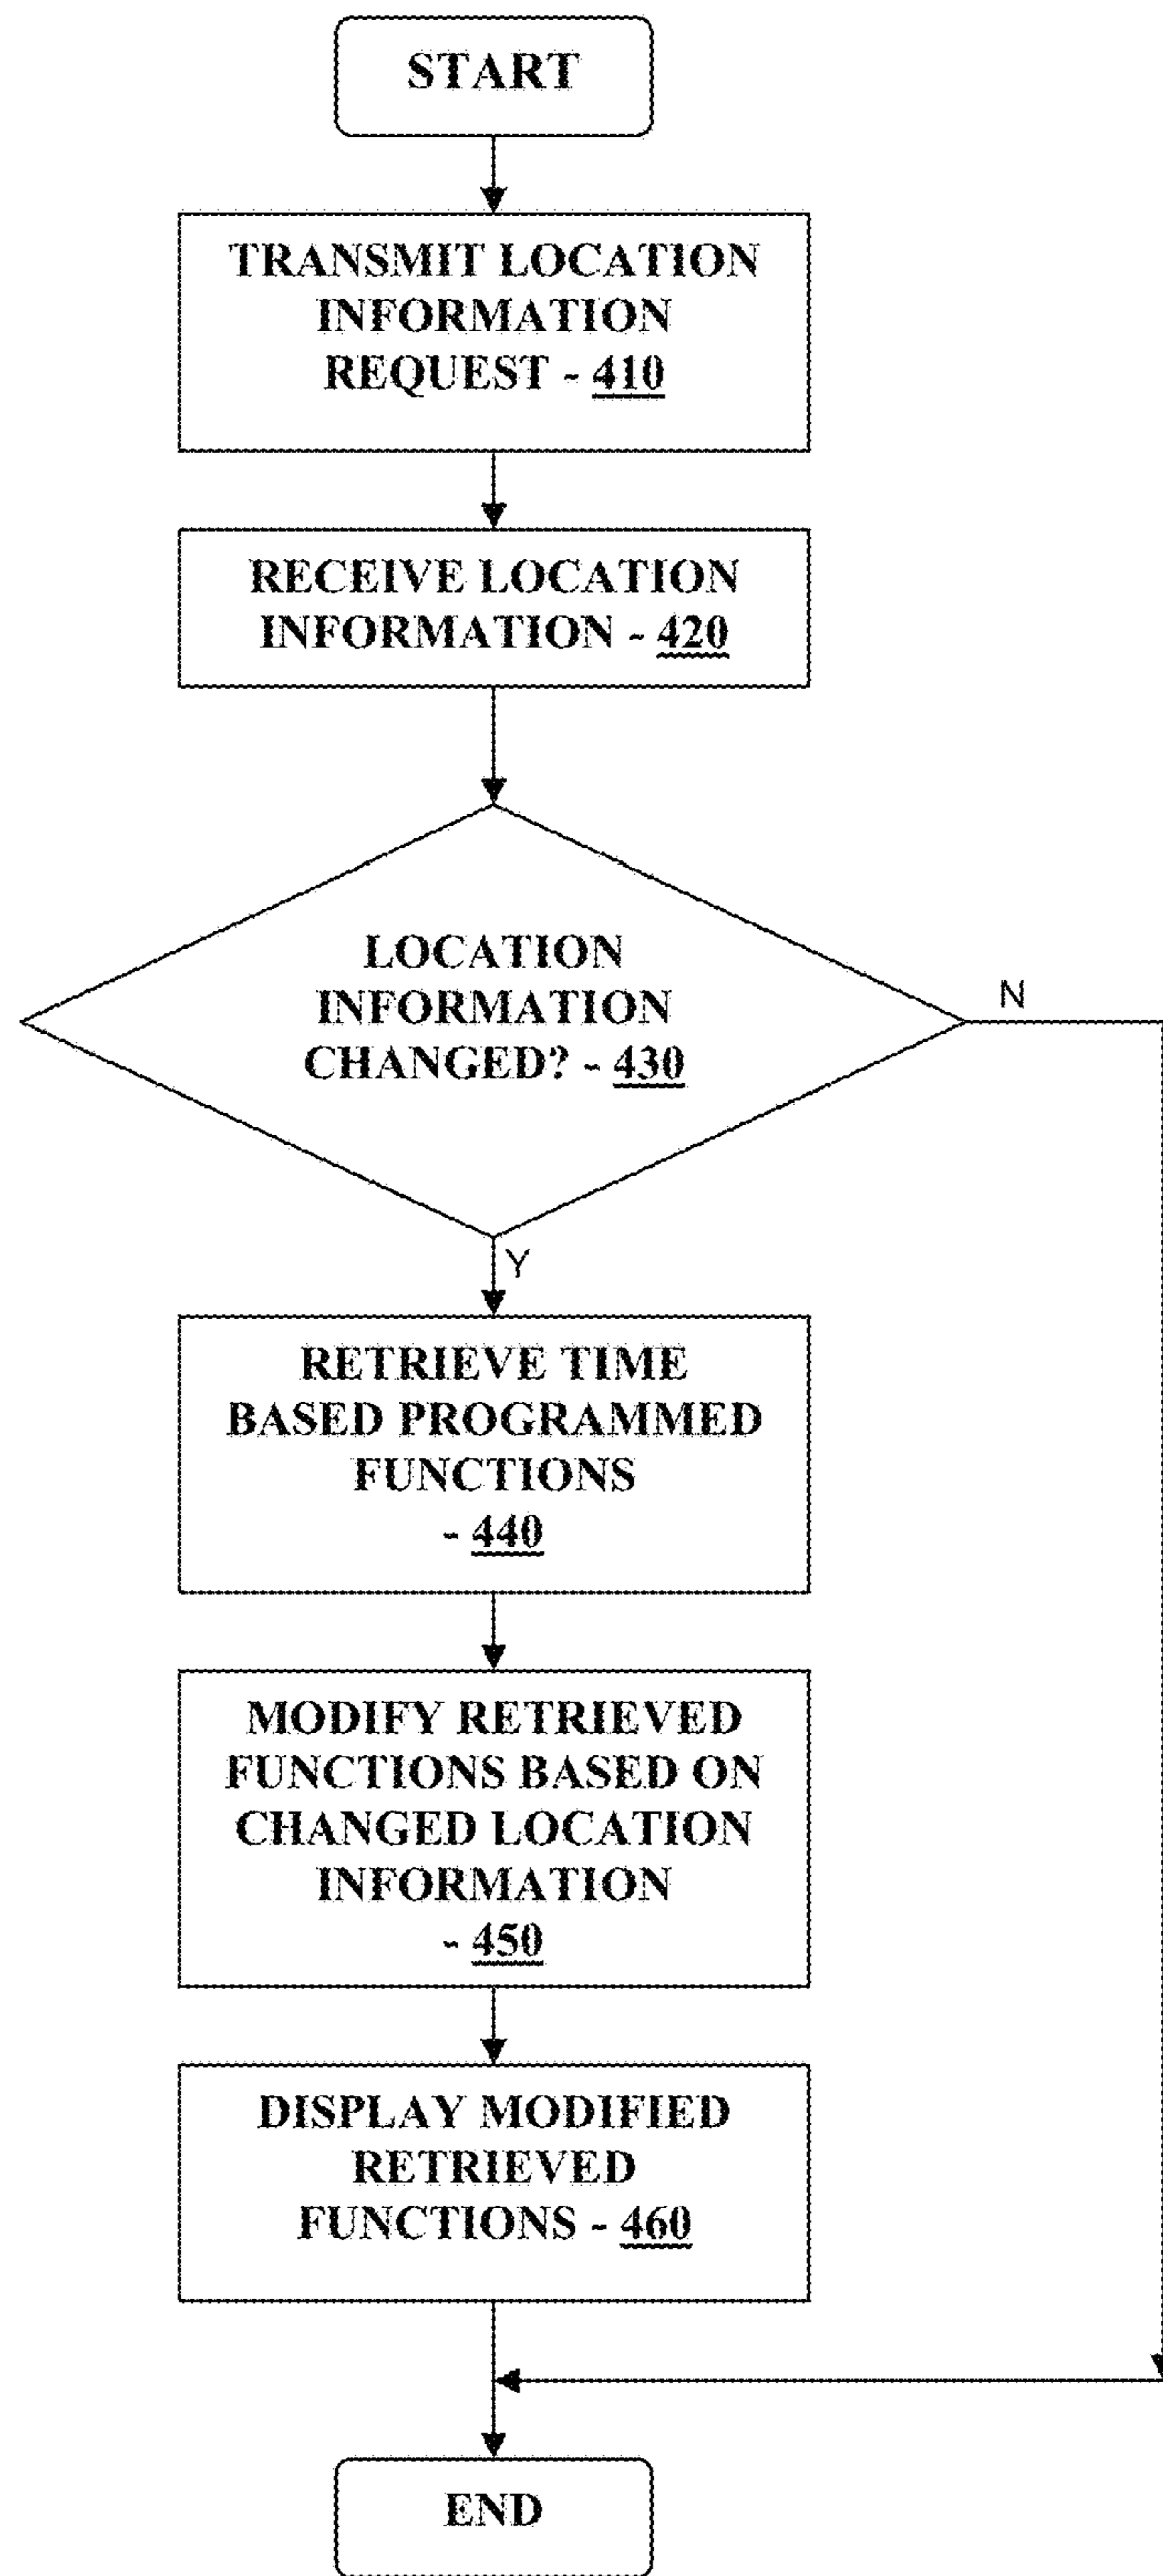 START
TRANSMIT LOCATION
INFORMATION
REQUEST - 410
RECEIVE LOCATION
INFORMATION - 420
LOCATION
INFORMATION
CHANGED? - 430
N
Y
RETRIEVE TIME
BASED PROGRAMMED
FUNCTIONS
- 440
MODIFY RETRIEVED
FUNCTIONS BASED ON
CHANGED LOCATION
INFORMATION
- 450
DISPLAY MODIFIED
RETRIEVED
FUNCTIONS - 460
END